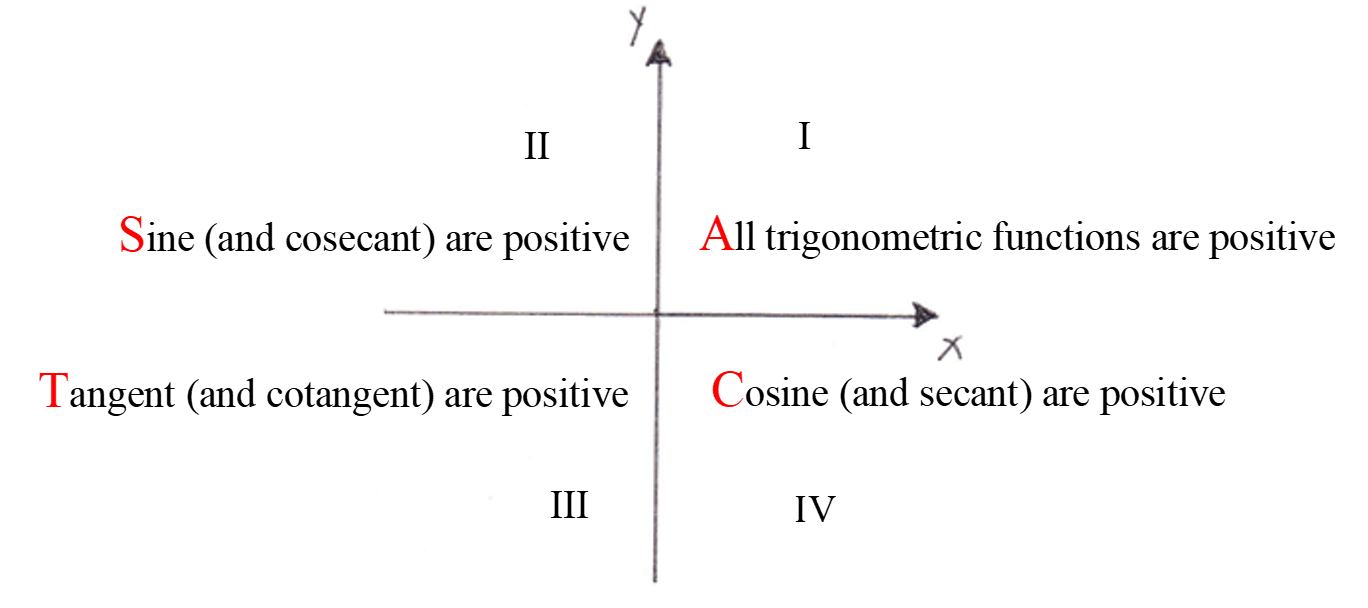 y
II
I
Sine (and cosecant) are positive
All trigonometric functions are positive
x
Tangent (and cotangent) are positive
Cosine (and secant) are positive
III
IV